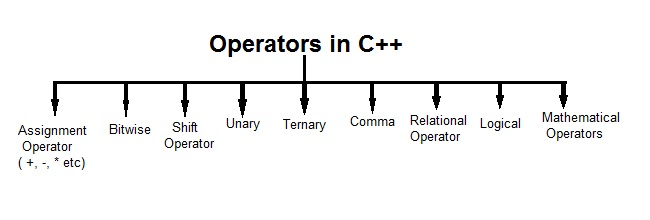 Operators in C++
Assignment
Operator
( +, -, * etc)
Bitwise
Shift
Operator
Unary
Ternary
Comma
Relational
Operator
Logical
Mathematical
Operators